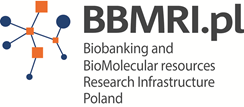 BBMRI.pl
Biobanking and
BioMolecular resources
Research Infrastructure
Poland